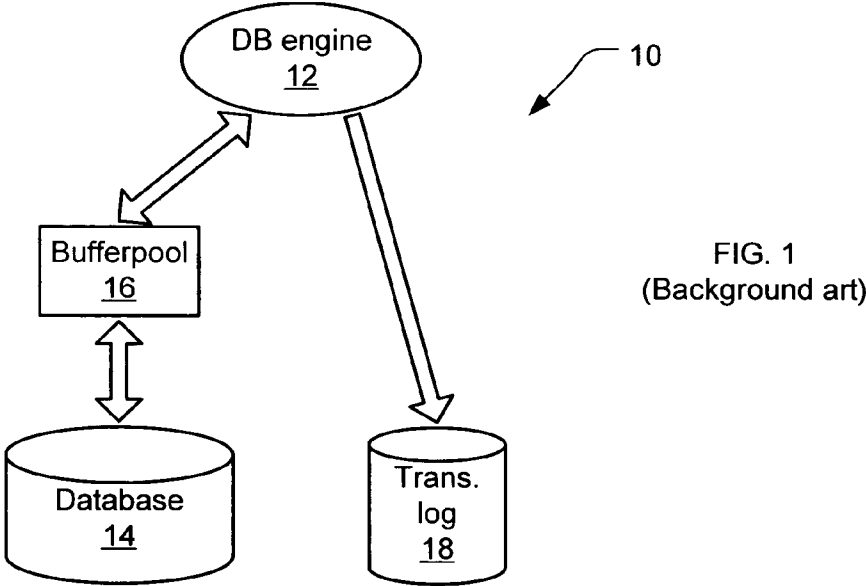 DB engine
12
10
Bufferpool
16
FIG. 1
(Background art)
Database
14
Trans.
log
18